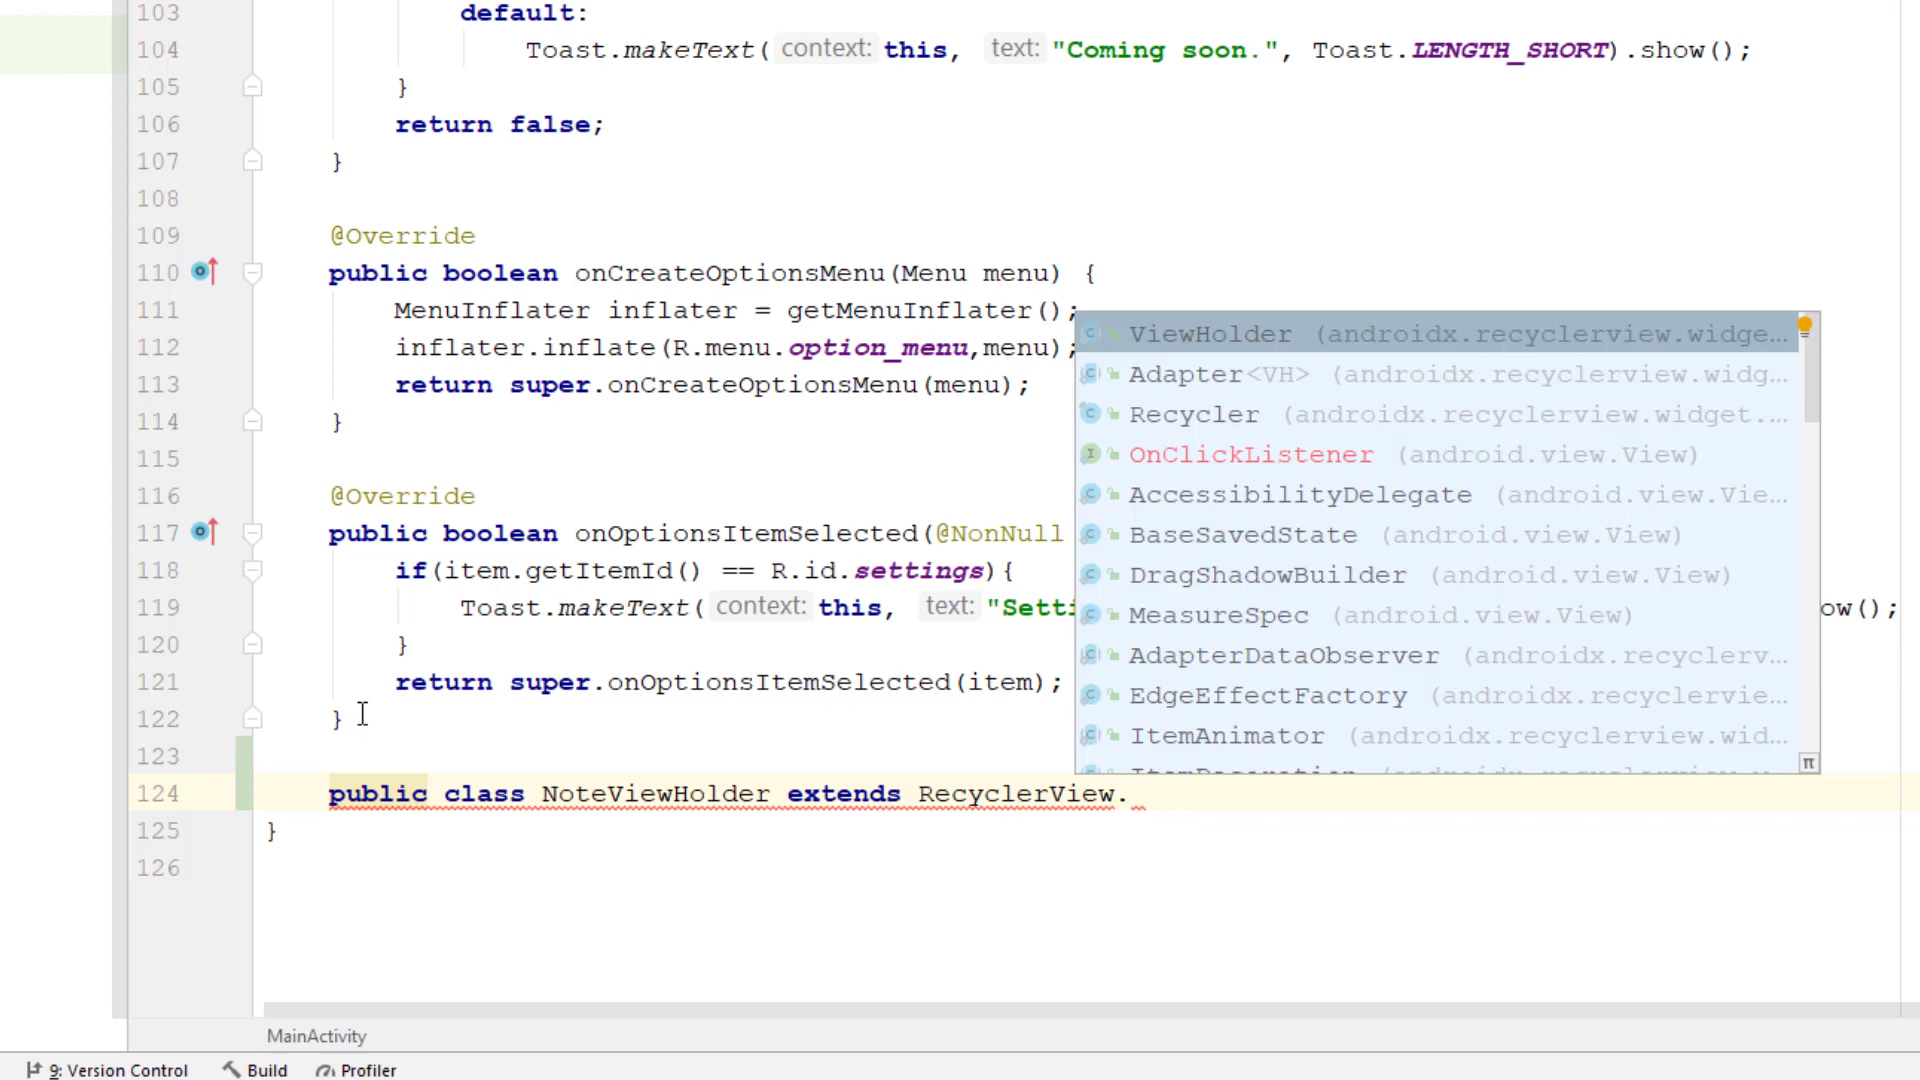 103 default:
104 Toast.makeText( context: this, text: "Coming soon.", Toast.LENGTH_SHORT).show();
105 }
106 return false;
107 }
108
109 @Override
110 public boolean onCreateOptionsMenu(Menu menu) {
111 MenuInflater inflater = getMenuInflater();
112 inflater.inflate(R.menu.option_menu,menu);
113 return super.onCreateOptionsMenu(menu);
114 }
115
116 @Override
117 public boolean onOptionsItemSelected(@NonNull
118 if(item.getItemId() == R.id.settings){
119 Toast.makeText( context: this, text: "Setti ow();
120 }
121 return super.onOptionsItemSelected(item);
122 }
123
124 public class NoteViewHolder extends RecyclerView.
125 }
126
ViewHolder (androidx.recyclerview.widge...
Adapter<VH> (androidx.recyclerview.widg...
Recycler (androidx.recyclerview.widget....
OnClickListener (android.view.View)
AccessibilityDelegate (android.view.Vie...
BaseSavedState (android.view.View)
DragShadowBuilder (android.view.View)
MeasureSpec (android.view.View)
AdapterDataObserver (androidx.recyclerv...
EdgeEffectFactory (androidx.recyclervie...
ItemAnimator (androidx.recyclerview.wid...
π
MainActivity
9: Version Control Build Profiler